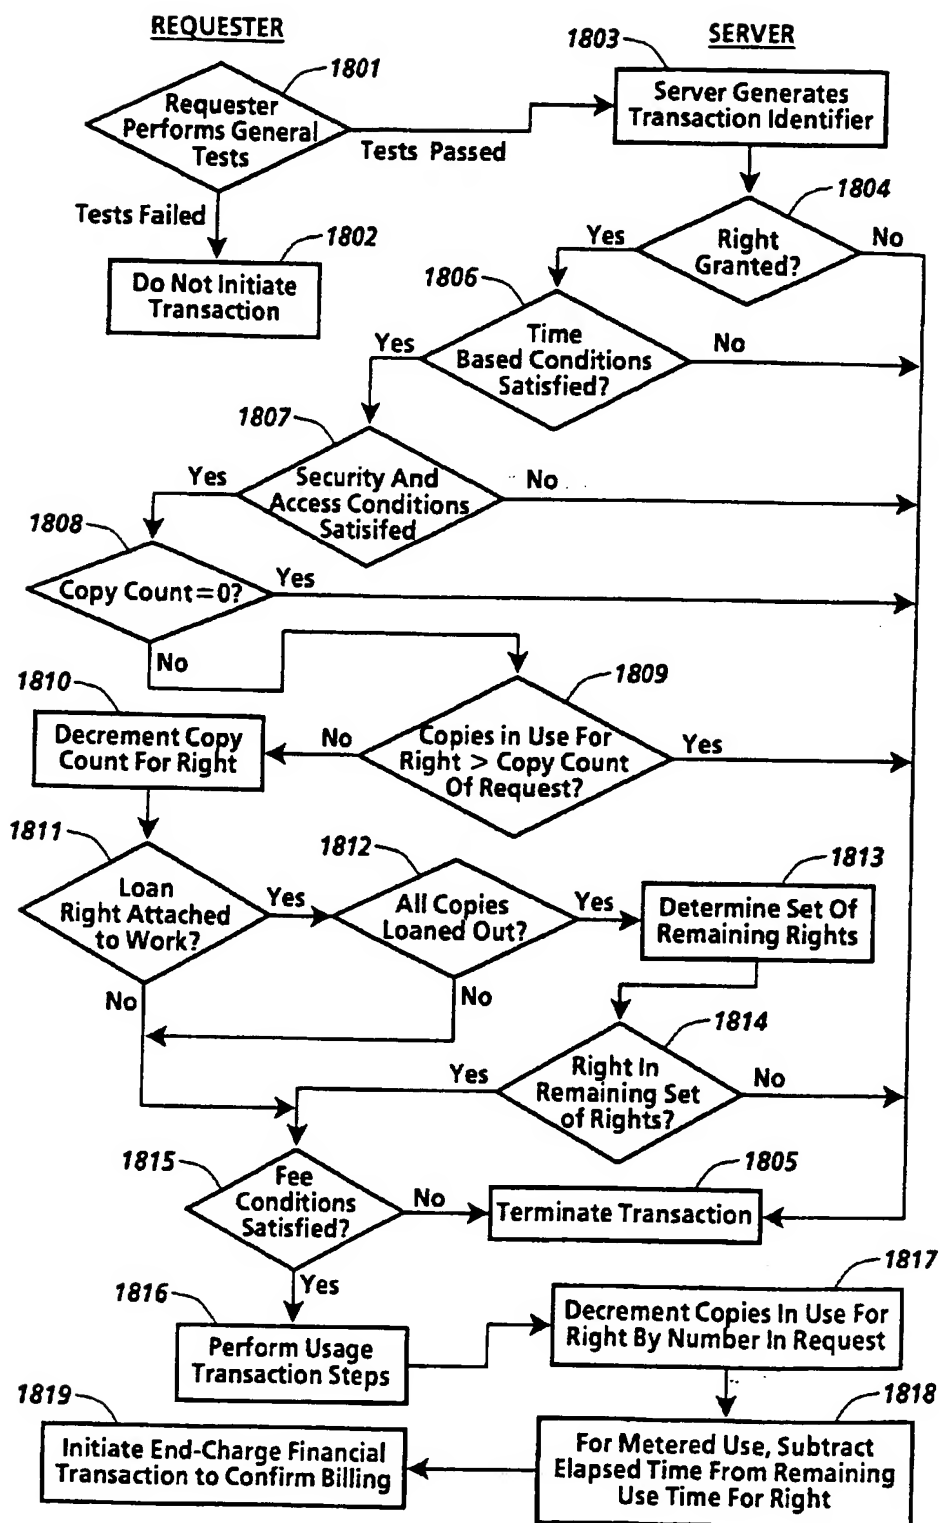 REQUESTER
SERVER
1801
1803
Requester
Performs General
Tests
Server Generates
Transaction Identifier
Tests Passed
Tests Failed
1804
1802
Do Not Initiate
Transaction
Yes
Right
Granted?
No
1806
Yes
Time
Based Conditions
Satisfied?
No
1807
Yes
Security And
Access Conditions
Satisifed
No
1808
Copy Count=0?
Yes
No
1809
1810
Decrement Copy
Count For Right
No
Copies in Use For
Right > Copy Count
Of Request?
Yes
1811
1812
1813
Loan
Right Attached
to Work?
Yes
All Copies
Loaned Out?
Yes
Determine Set Of
Remaining Rights
No
No
1814
Yes
Right In
Remaining Set
of Rights?
No
1815
1805
Fee
Conditions
Satisfied?
No
Terminate Transaction
Yes
1816
1817
Perform Usage
Transaction Steps
Decrement Copies In Use For
Right By Number In Request
1819
1818
Initiate End-Charge Financial
Transaction to Confirm Billing
For Metered Use, Subtract
Elapsed Time From Remaining
Use Time For Right